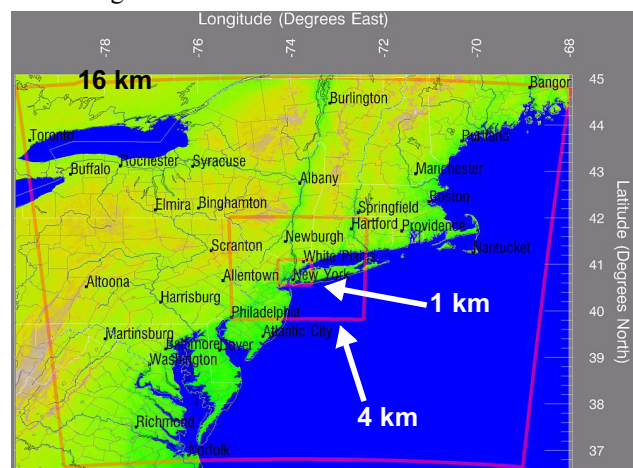 Longitude (Degrees East)
-78 -76 -74 -72 -70 -68
16 km
Bangor
45
Burlington
44
Toronto
Portland
Rochester Syracuse
Buffalo
Manchester
43
Albany
Boston
Elmira Binghamton
Springfield
42
Hartford Providence
Newburgh
Scranton
Nantucket
White Plains
41
Allentown New York
Altoona
1 km
Harrisburg
Philadelphia
40
Atlantic City
Martinsburg
Baltimore Dover
39
Washington
4 km
38
Richmond
Norfolk
37
Latitude (Degrees North)